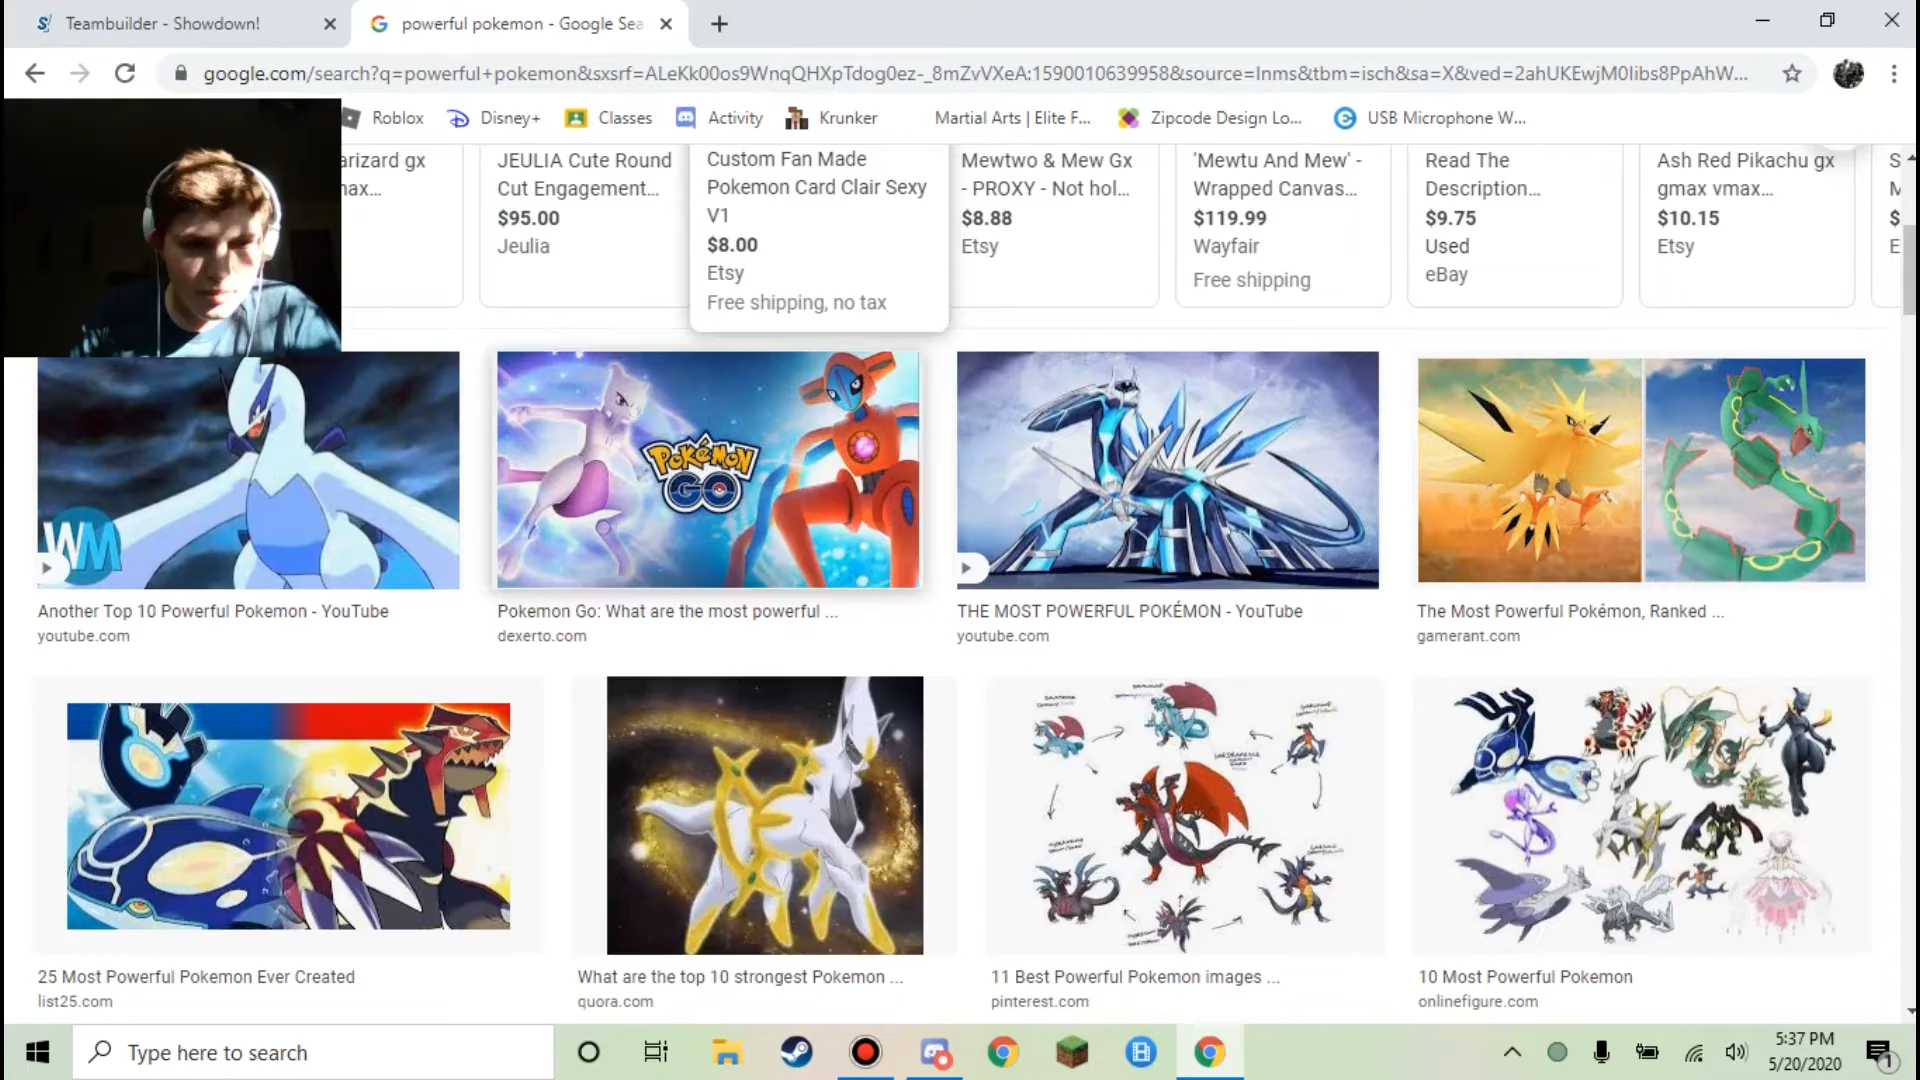 Teambuilder - Showdown!
powerful pokemon - Google Sea
google.com/search?q=powerful+pokemon&sxsrf=ALeKk00os9WnqQHXpTdog0ez-_8mZvVXeA:1590010639958&source=lnms&tbm=isch&sa=X&ved=2ahUKEwjM0Iibs8PpAhW...
Roblox
Disney+
Classes
Activity
Krunker
Martial Arts | Elite F...
Zipcode Design Lo...
USB Microphone W...
arizard gx
nax...
JEULIA Cute Round
Cut Engagement...
$95.00
Jeulia
Custom Fan Made
Pokemon Card Clair Sexy
V1
$8.00
Etsy
Free shipping, no tax
Mewtwo & Mew Gx
- PROXY - Not hol...
$8.88
Etsy
'Mewtu And Mew' -
Wrapped Canvas...
$119.99
Wayfair
Free shipping
Read The
Description...
$9.75
Used
eBay
Ash Red Pikachu gx
gmax vmax...
$10.15
Etsy
S
M
$
E
WM
POKÉMON
GO
Another Top 10 Powerful Pokemon - YouTube
youtube.com
Pokemon Go: What are the most powerful ...
dexerto.com
THE MOST POWERFUL POKÉMON - YouTube
youtube.com
The Most Powerful Pokémon, Ranked ...
gamerant.com
25 Most Powerful Pokemon Ever Created
list25.com
What are the top 10 strongest Pokemon ...
quora.com
11 Best Powerful Pokemon images ...
pinterest.com
10 Most Powerful Pokemon
onlinefigure.com
Type here to search
5:37 PM
5/20/2020
1